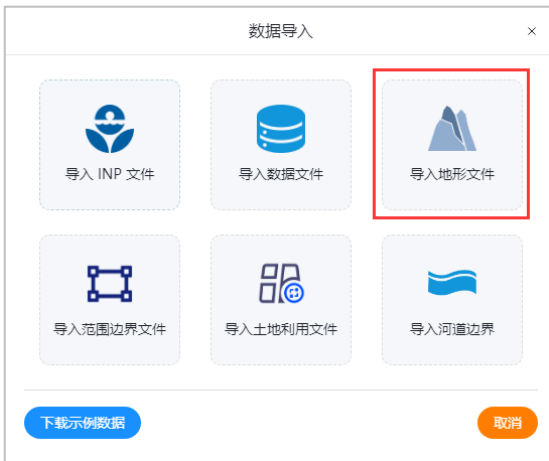 数据导入
导入 INP 文件
导入数据文件
导入地形文件
导入范围边界文件
导入土地利用文件
导入河道边界
下载示例数据
取消